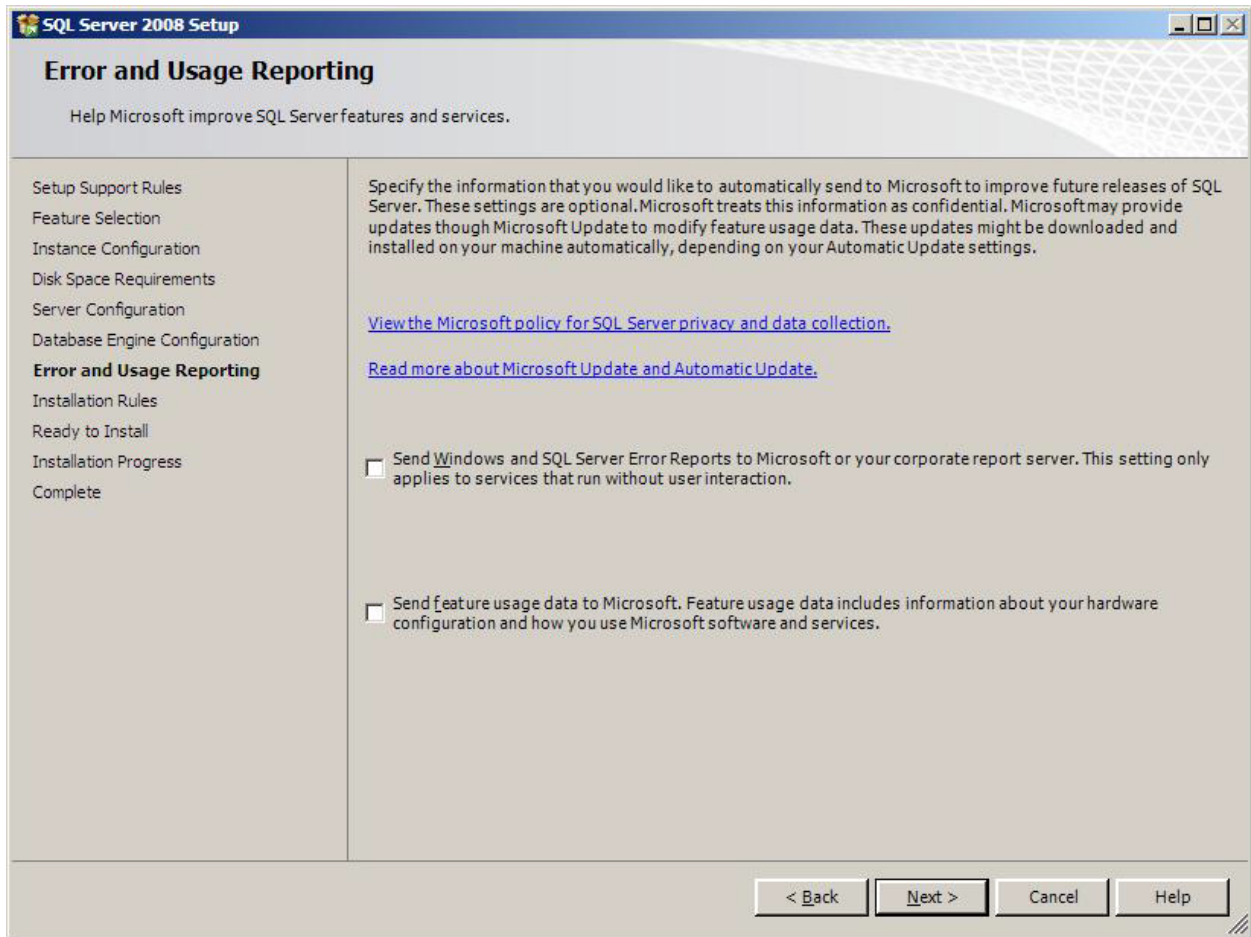 SQL Server 2008 Setup
Error and Usage Reporting
Help Microsoft improve SQL Server features and services.
Setup Support Rules
Feature Selection
Instance Configuration
Disk Space Requirements
Server Configuration
Database Engine Configuration
Error and Usage Reporting
Installation Rules
Ready to Install
Installation Progress
Complete
Specify the information that you would like to automatically send to Microsoft to improve future releases of SQL
Server. These settings are optional. Microsoft treats this information as confidential. Microsoft may provide
updates though Microsoft Update to modify feature usage data. These updates might be downloaded and
installed on your machine automatically, depending on your Automatic Update settings.
View the Microsoft policy for SQL Server privacy and data collection.
Read more about Microsoft Update and Automatic Update.
Send Windows and SQL Server Error Reports to Microsoft or your corporate report server. This setting only
applies to services that run without user interaction.
Send feature usage data to Microsoft. Feature usage data includes information about your hardware
configuration and how you use Microsoft software and services.
< Back
Next >
Cancel
Help